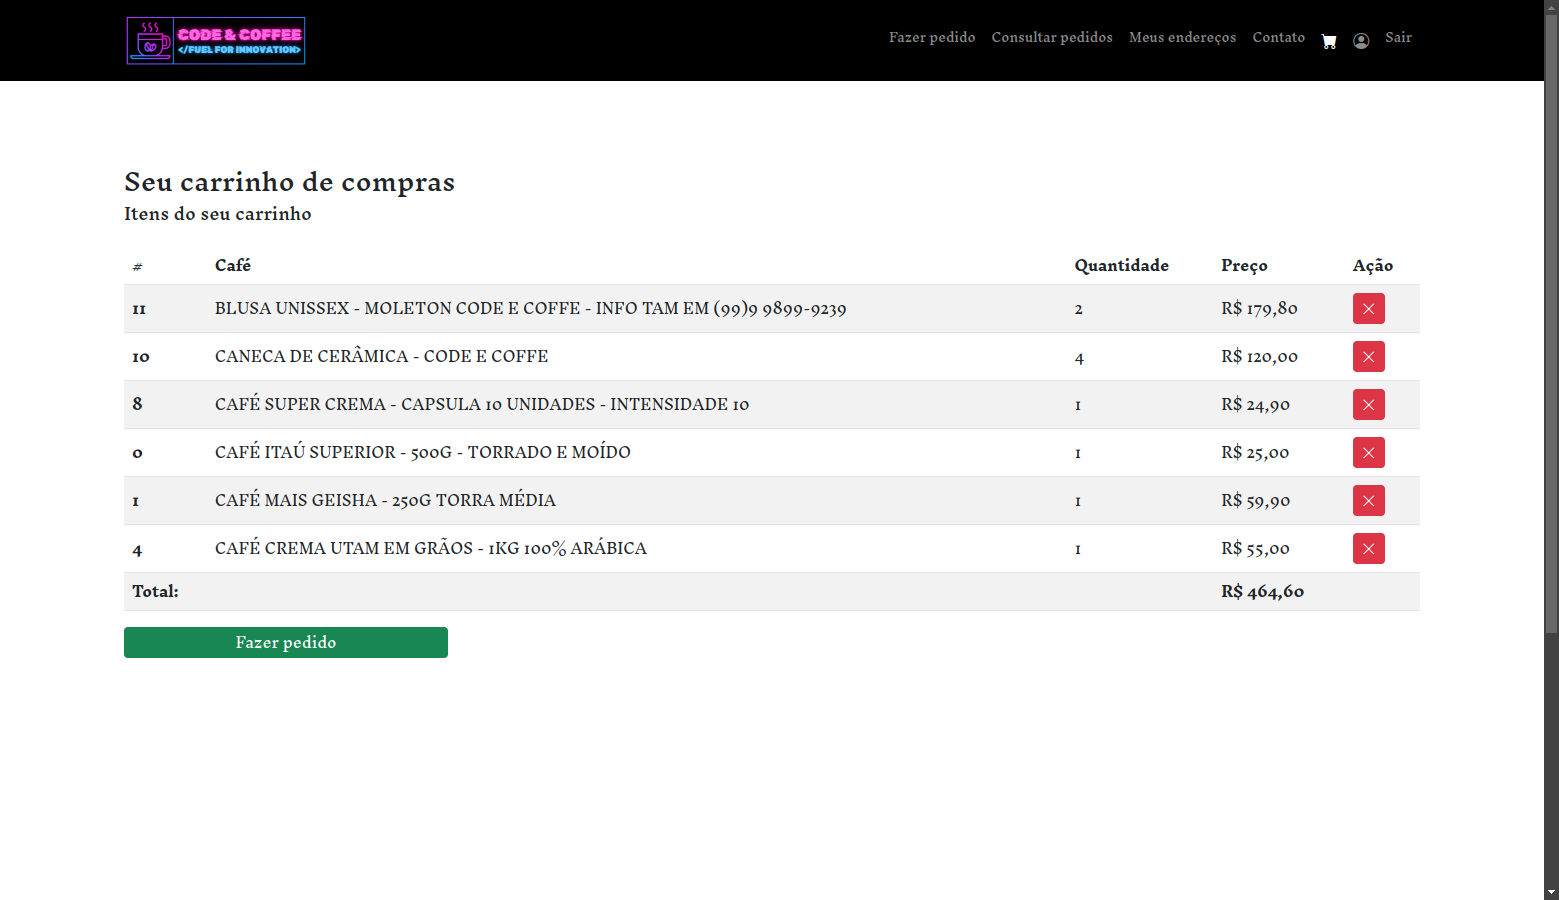 CODE & COFFEE
</FUEL FOR INNOVATION>
Fazer pedido Consultar pedidos Meus endereços Contato Sair
Seu carrinho de compras
Itens do seu carrinho
# Café Quantidade Preço Ação
11 BLUSA UNISSEX - MOLETON CODE E COFFE - INFO TAM EM (99)9 9899-9239 2 R$ 179,80
10 CANECA DE CERÂMICA - CODE E COFFE 4 R$ 120,00
8 CAFÉ SUPER CREMA - CAPSULA 10 UNIDADES - INTENSIDADE 10 1 R$ 24,90
0 CAFÉ ITAÚ SUPERIOR - 500G - TORRADO E MOÍDO 1 R$ 25,00
1 CAFÉ MAIS GEISHA - 250G TORRA MÉDIA 1 R$ 59,90
4 CAFÉ CREMA UTAM EM GRÃOS - 1KG 100% ARÁBICA 1 R$ 55,00
Total: R$ 464,60
Fazer pedido